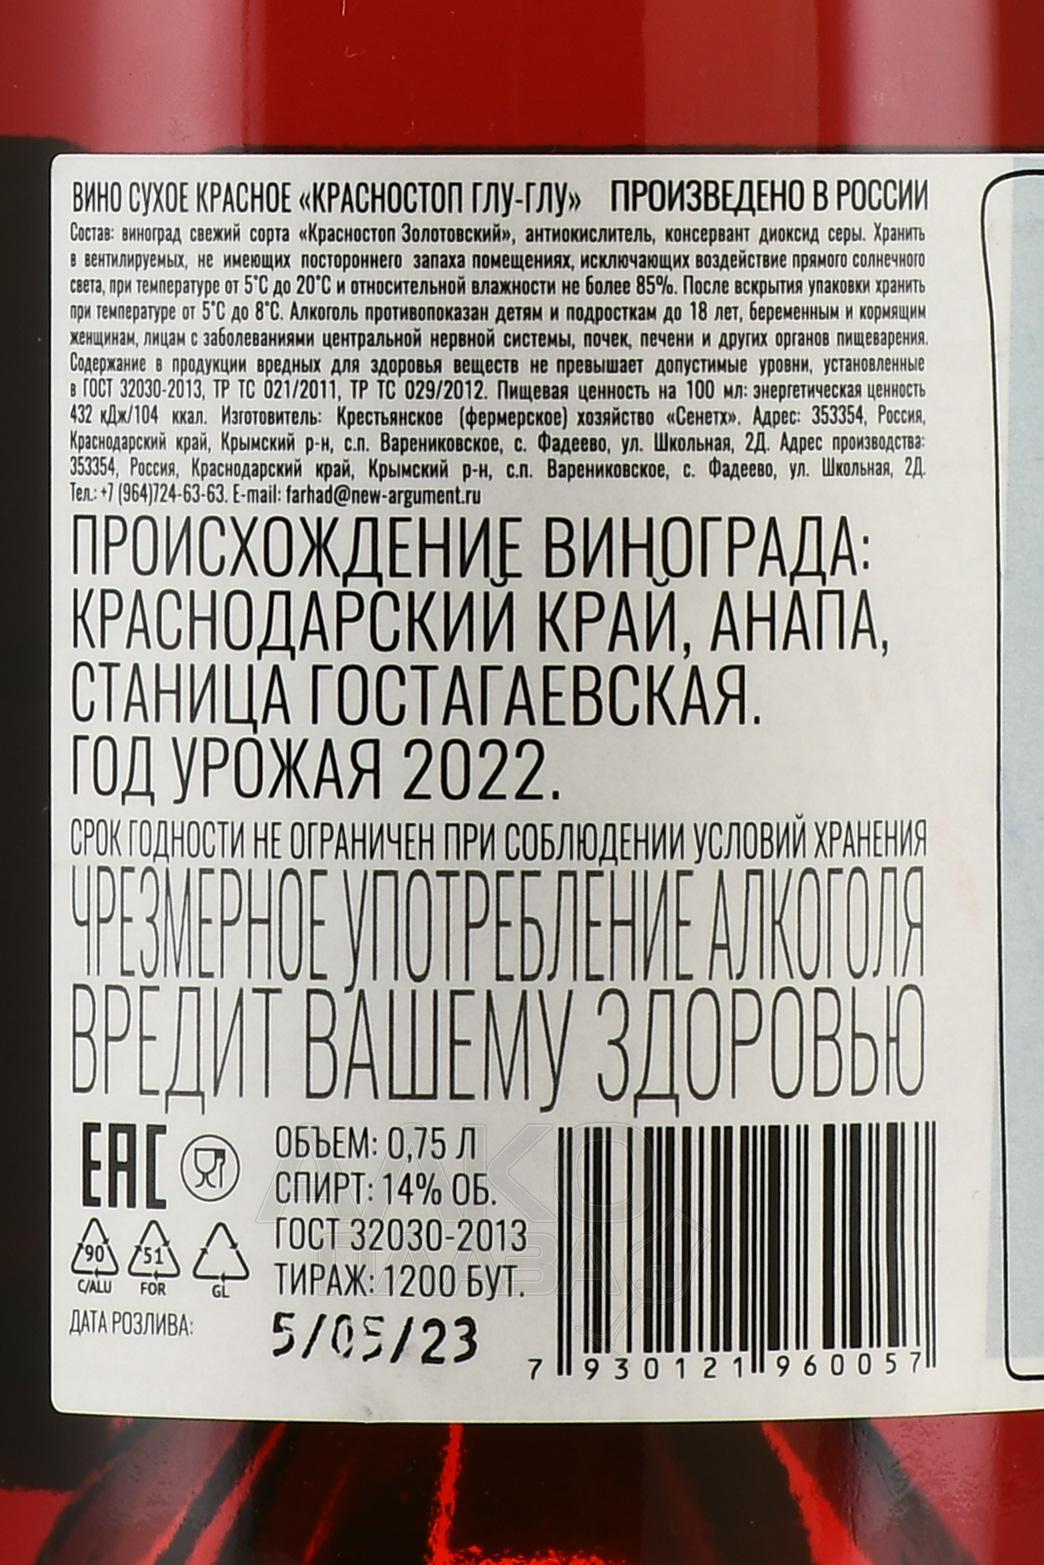 ВИНО СУХОЕ КРАСНОЕ «КРАСНОСТОП ГЛУ-ГЛУ» ПРОИЗВЕДЕНО В РОССИИ
Состав: виноград свежий сорта «Красностоп Золотовский», антиокислитель, консервант диоксид серы. Хранить
в вентилируемых, не имеющих постороннего запаха помещениях, исключающих воздействие прямого солнечного
света, при температуре от 5°С до 20°С и относительной влажности не более 85%. После вскрытия упаковки хранить
при температуре от 5°С до 8°С. Алкоголь противопоказан детям и подросткам до 18 лет, беременным и кормящим
женщинам, лицам с заболеваниями центральной нервной системы, почек, печени и других органов пищеварения.
Содержание в продукции вредных для здоровья веществ не превышает допустимые уровни, установленные
в ГОСТ 32030-2013, ТР ТС 021/2011, ТР ТС 029/2012. Пищевая ценность на 100 мл: энергетическая ценность
432 кДж/104 ккал. Изготовитель: Крестьянское (фермерское) хозяйство «Сенетх». Адрес: 353354, Россия,
Краснодарский край, Крымский р-н, с.п. Варениковское, с. Фадеево, ул. Школьная, 2Д. Адрес производства:
353354, Россия, Краснодарский край, Крымский р-н, с.п. Варениковское, с. Фадеево, ул. Школьная, 2Д.
Тел.: +7 (964)724-63-63. E-mail: farhad@new-argument.ru
ПРОИСХОЖДЕНИЕ ВИНОГРАДА:
КРАСНОДАРСКИЙ КРАЙ, АНАПА,
СТАНИЦА ГОСТАГАЕВСКАЯ.
ГОД УРОЖАЯ 2022.
СРОК ГОДНОСТИ НЕ ОГРАНИЧЕН ПРИ СОБЛЮДЕНИИ УСЛОВИЙ ХРАНЕНИЯ
ЧРЕЗМЕРНОЕ УПОТРЕБЛЕНИЕ АЛКОГОЛЯ
ВРЕДИТ ВАШЕМУ ЗДОРОВЬЮ
EAC
ОБЪЕМ: 0,75 Л
СПИРТ: 14% ОБ.
ГОСТ 32030-2013
ТИРАЖ: 1200 БУТ.
90 51
C/ALU FOR GL
ДАТА РОЗЛИВА: 5/05/23
7 930121 960057
АЛКОГЛАВА.ру